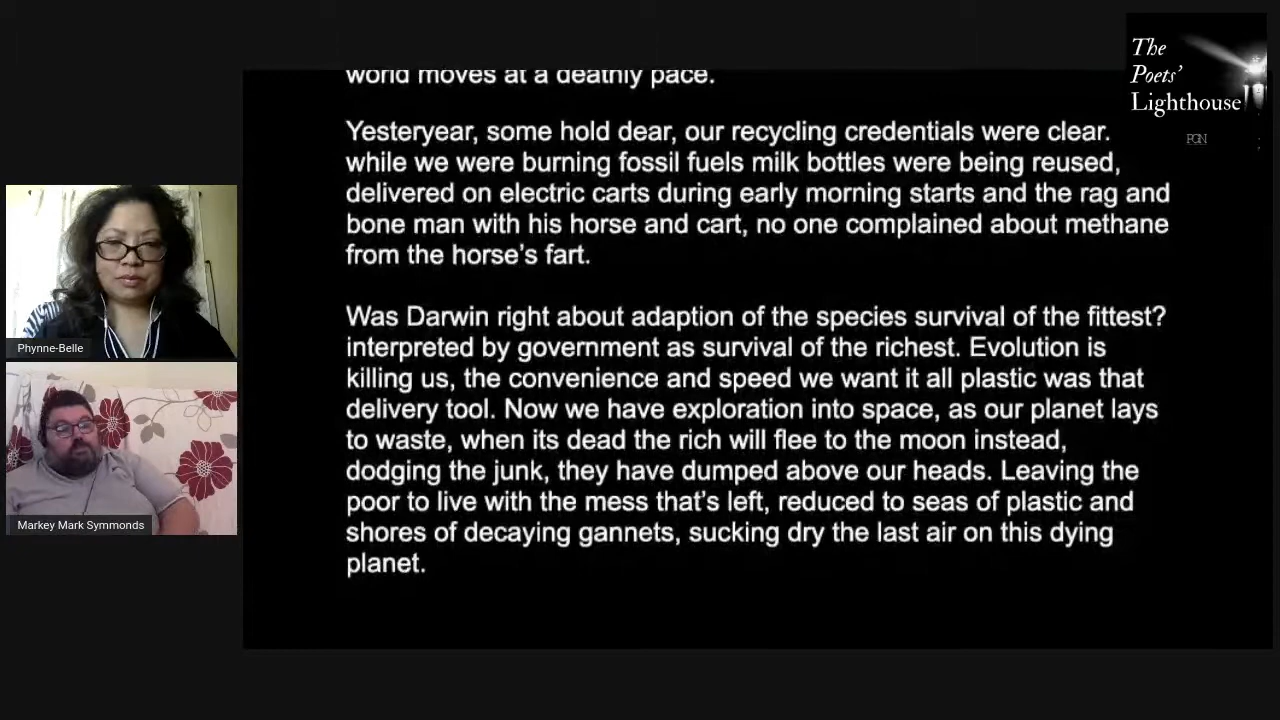 world moves at a deathly pace.
Yesteryear, some hold dear, our recycling credentials were clear.
while we were burning fossil fuels milk bottles were being reused,
delivered on electric carts during early morning starts and the rag and
bone man with his horse and cart, no one complained about methane
from the horse’s fart.
Was Darwin right about adaption of the species survival of the fittest?
interpreted by government as survival of the richest. Evolution is
killing us, the convenience and speed we want it all plastic was that
delivery tool. Now we have exploration into space, as our planet lays
to waste, when its dead the rich will flee to the moon instead,
dodging the junk, they have dumped above our heads. Leaving the
poor to live with the mess that’s left, reduced to seas of plastic and
shores of decaying gannets, sucking dry the last air on this dying
planet.
The
Poets’
Lighthouse
PGN
Phynne-Belle
Markey Mark Symmonds